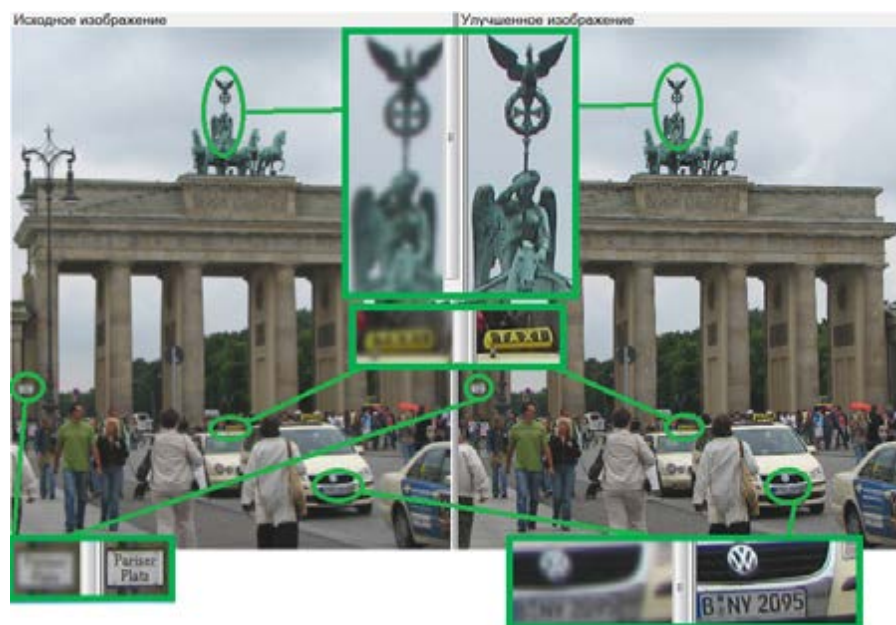 Исходное изображение
Улучшенное изображение
TAXI
Pariser
Platz
B NY 2095